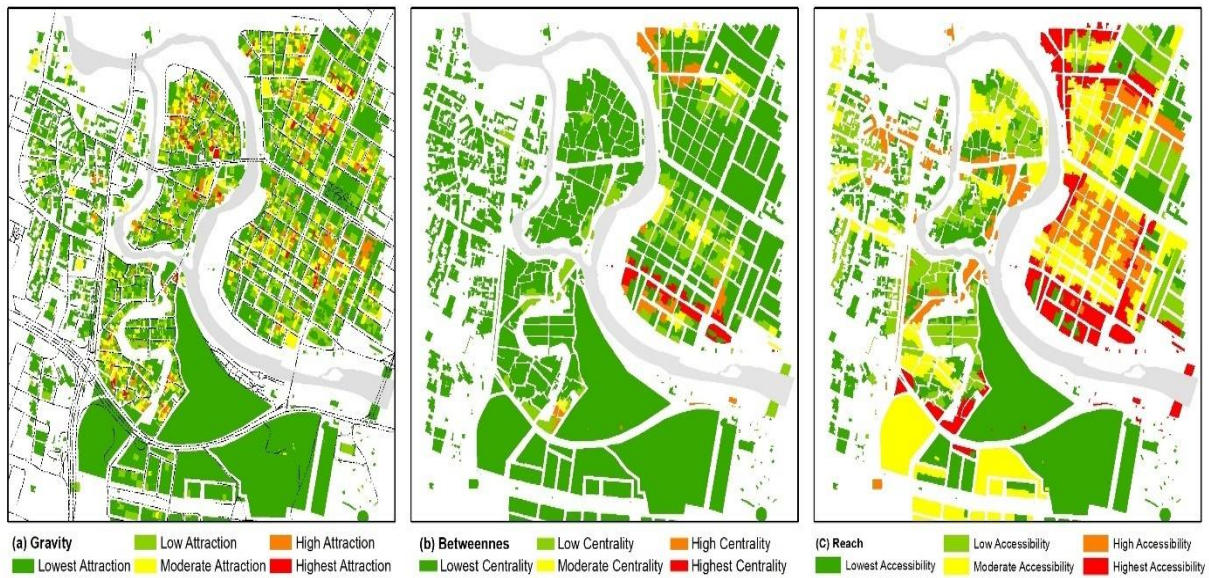 (a) Gravity
Low Attraction
High Attraction
Lowest Attraction
Moderate Attraction
Highest Attraction
(b) Betweennes
Low Centrality
High Centrality
Lowest Centrality
Moderate Centrality
Highest Centrality
(C) Reach
Low Accessibility
High Accessibility
Lowest Accessibility
Moderate Accessibility
Highest Accessibility